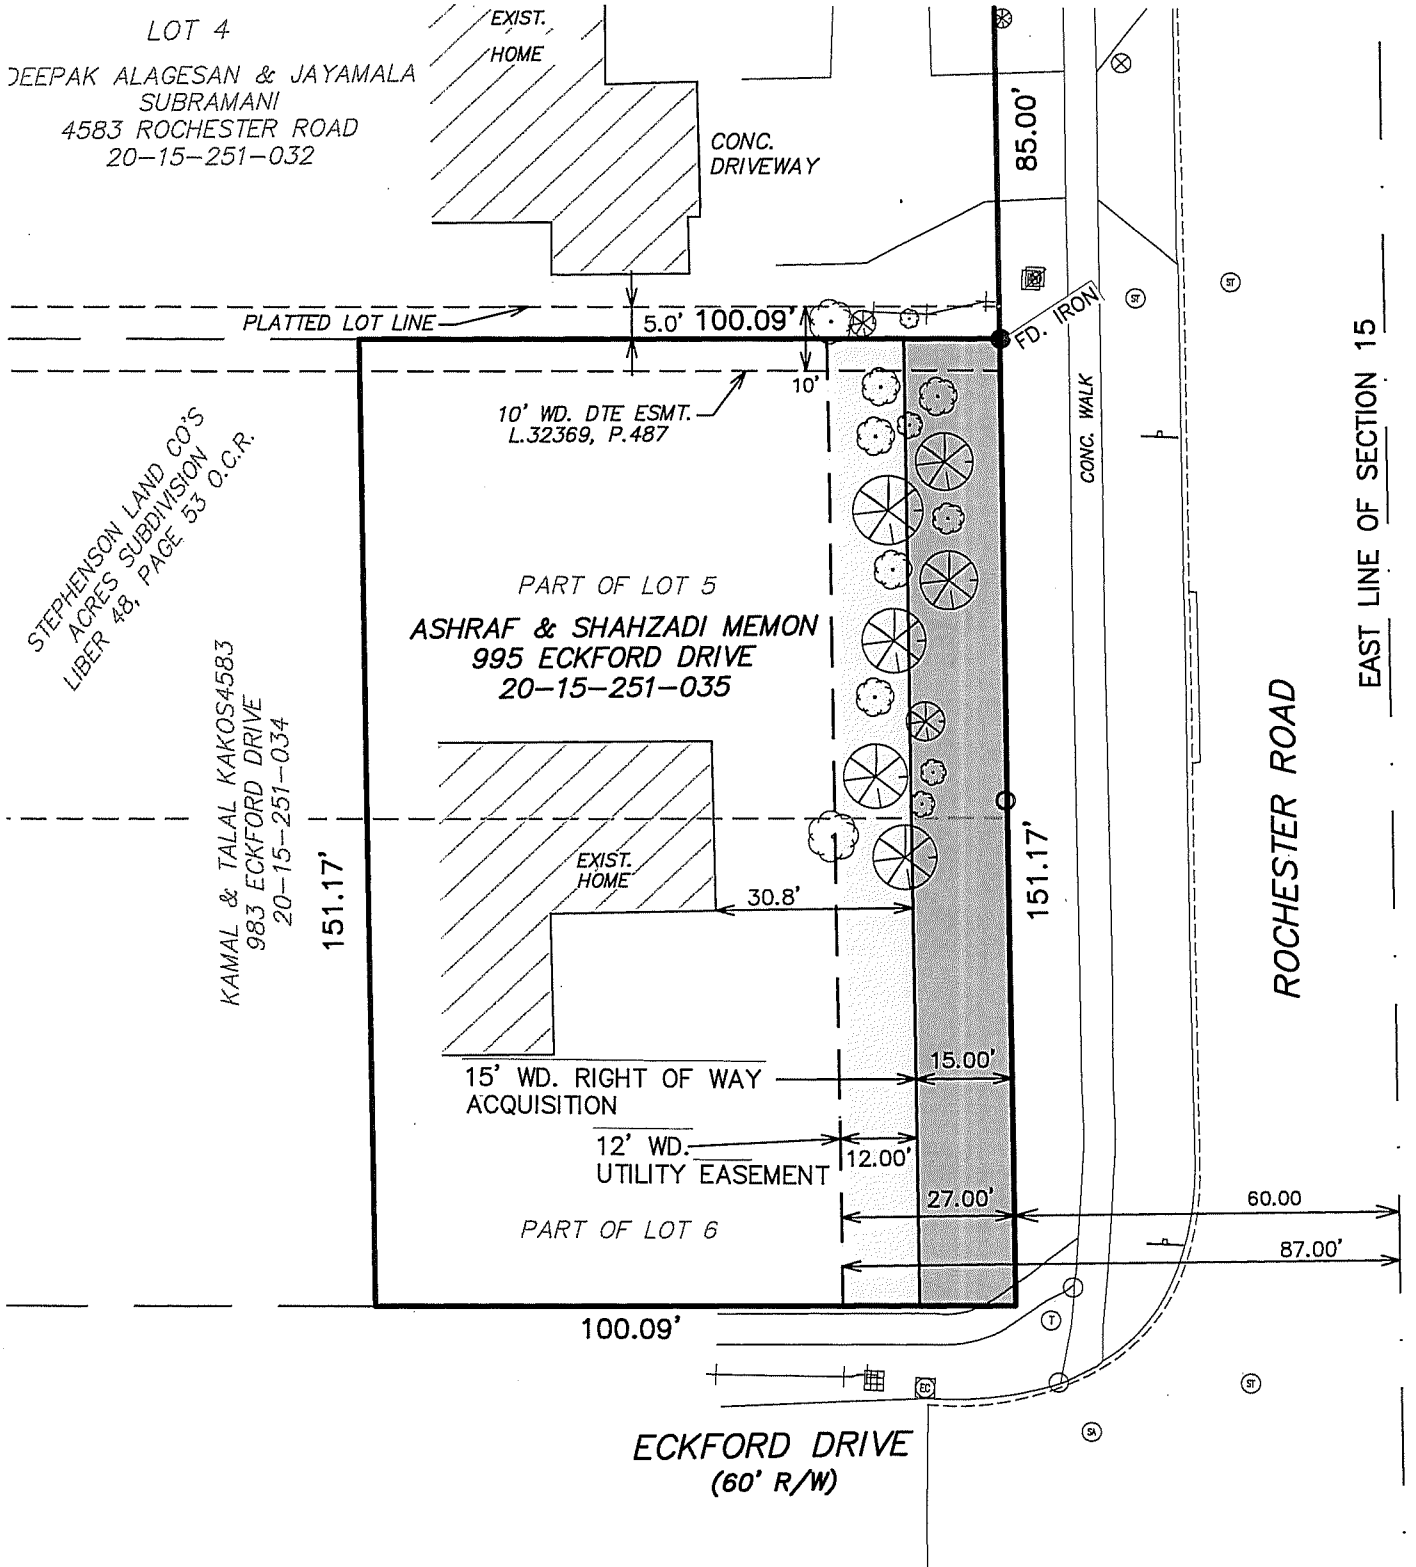 LOT 4
DEEPAK ALAGESAN & JAYAMALA
SUBRAMANI
4583 ROCHESTER ROAD
20-15-251-032
EXIST.
HOME
CONC.
DRIVEWAY
85.00'
PLATTED LOT LINE
5.0'
100.09'
10'
FD. IRON
ST
ST
10' WD. DTE ESMT.
L.32369, P.487
CONC. WALK
EAST LINE OF SECTION 15
STEPHENSON LAND CO'S
ACRES SUBDIVISION
LIBER 48, PAGE 53 O.C.R.
PART OF LOT 5
ASHRAF & SHAHZADI MEMON
995 ECKFORD DRIVE
20-15-251-035
KAMAL & TALAL KAKOS4583
983 ECKFORD DRIVE
20-15-251-034
151.17'
EXIST.
HOME
30.8'
151.17'
ROCHESTER ROAD
15' WD. RIGHT OF WAY
ACQUISITION
15.00'
12' WD.
UTILITY EASEMENT
12.00'
27.00'
60.00
87.00'
PART OF LOT 6
100.09'
T
EC
ST
SA
ECKFORD DRIVE
(60' R/W)